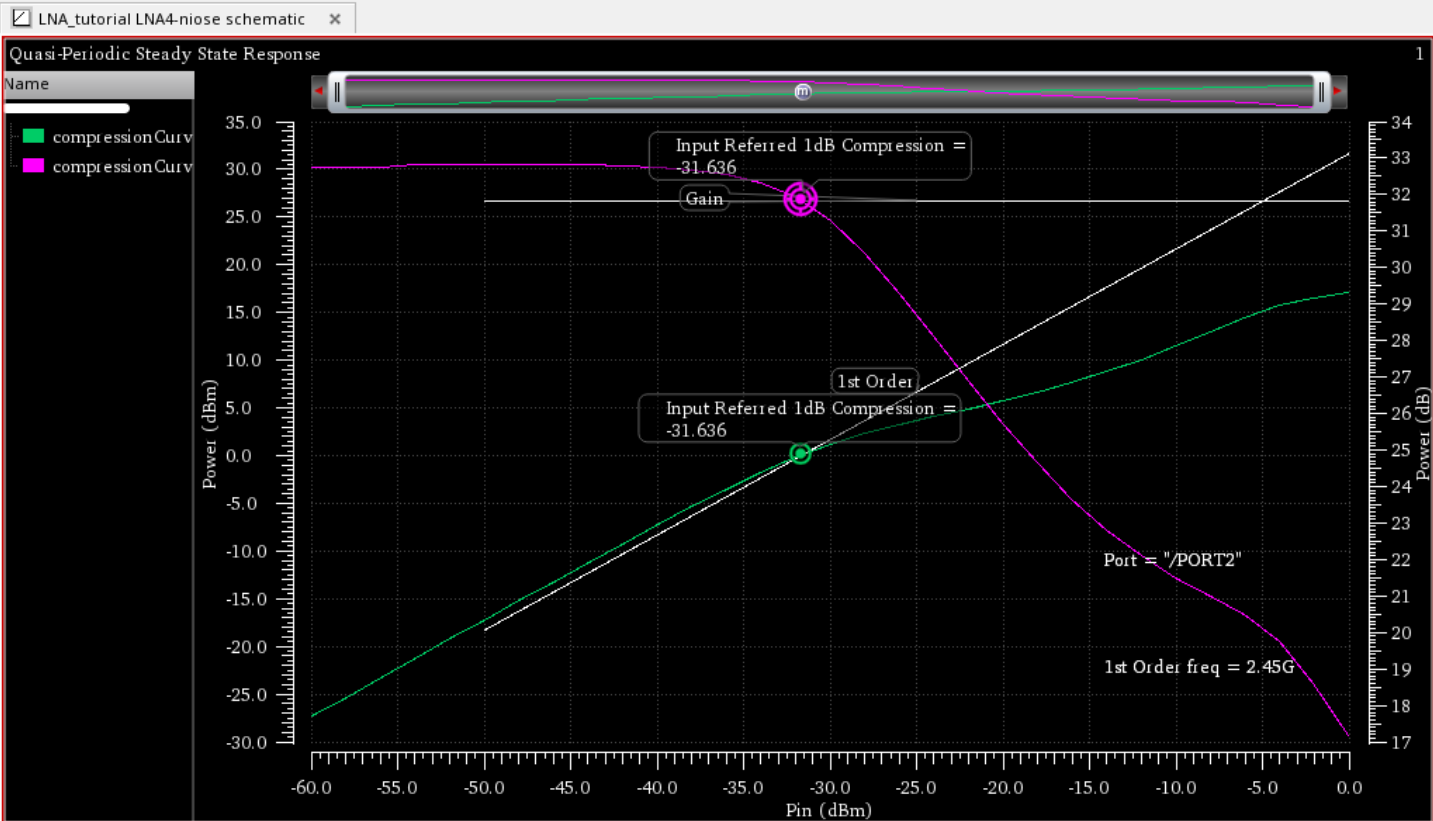 LNA_tutorial LNA4-niose schematic ×
Quasi-Periodic Steady State Response
1
Name
compressionCurv
compressionCurv
m
35.0
30.0
25.0
20.0
15.0
10.0
5.0
0.0
-5.0
-10.0
-15.0
-20.0
-25.0
-30.0
Power (dBm)
Input Referred 1dB Compression =
-31.636
Gain
1st Order
Input Referred 1dB Compression =
-31.636
Port = "/PORT2"
1st Order freq = 2.45G
34
33
32
31
30
29
28
27
26
25
24
23
22
21
20
19
18
17
Power (dB)
-60.0 -55.0 -50.0 -45.0 -40.0 -35.0 -30.0 -25.0 -20.0 -15.0 -10.0 -5.0 0.0
Pin (dBm)